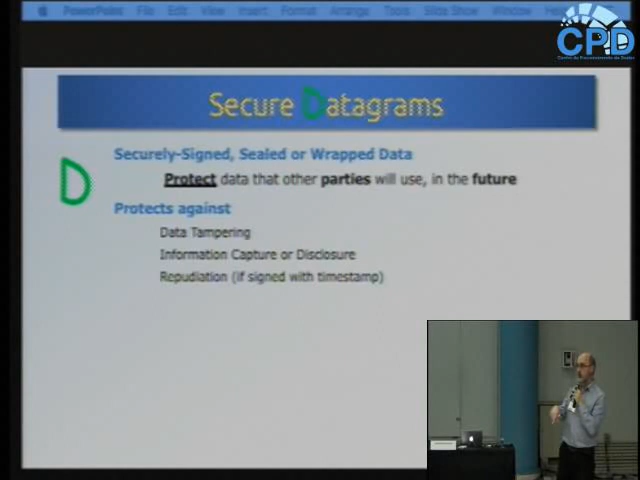 PowerPoint File Edit View Insert Format Arrange Tools Slide Show Window Help
CPD
Centro de Processamento de Dados
Secure Datagrams
D
Securely-Signed, Sealed or Wrapped Data
Protect data that other parties will use, in the future
Protects against
Data Tampering
Information Capture or Disclosure
Repudiation (if signed with timestamp)